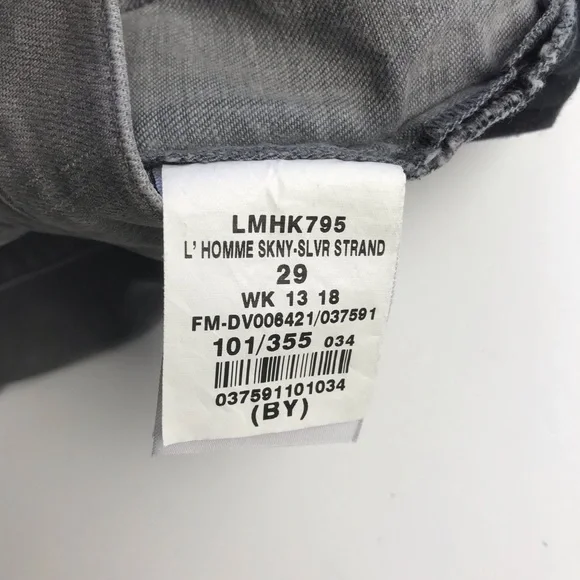 LMHK795
L' HOMME SKNY-SLVR STRAND
29
WK 13 18
FM-DV006421/037591
101/355 034
037591101034
(BY)